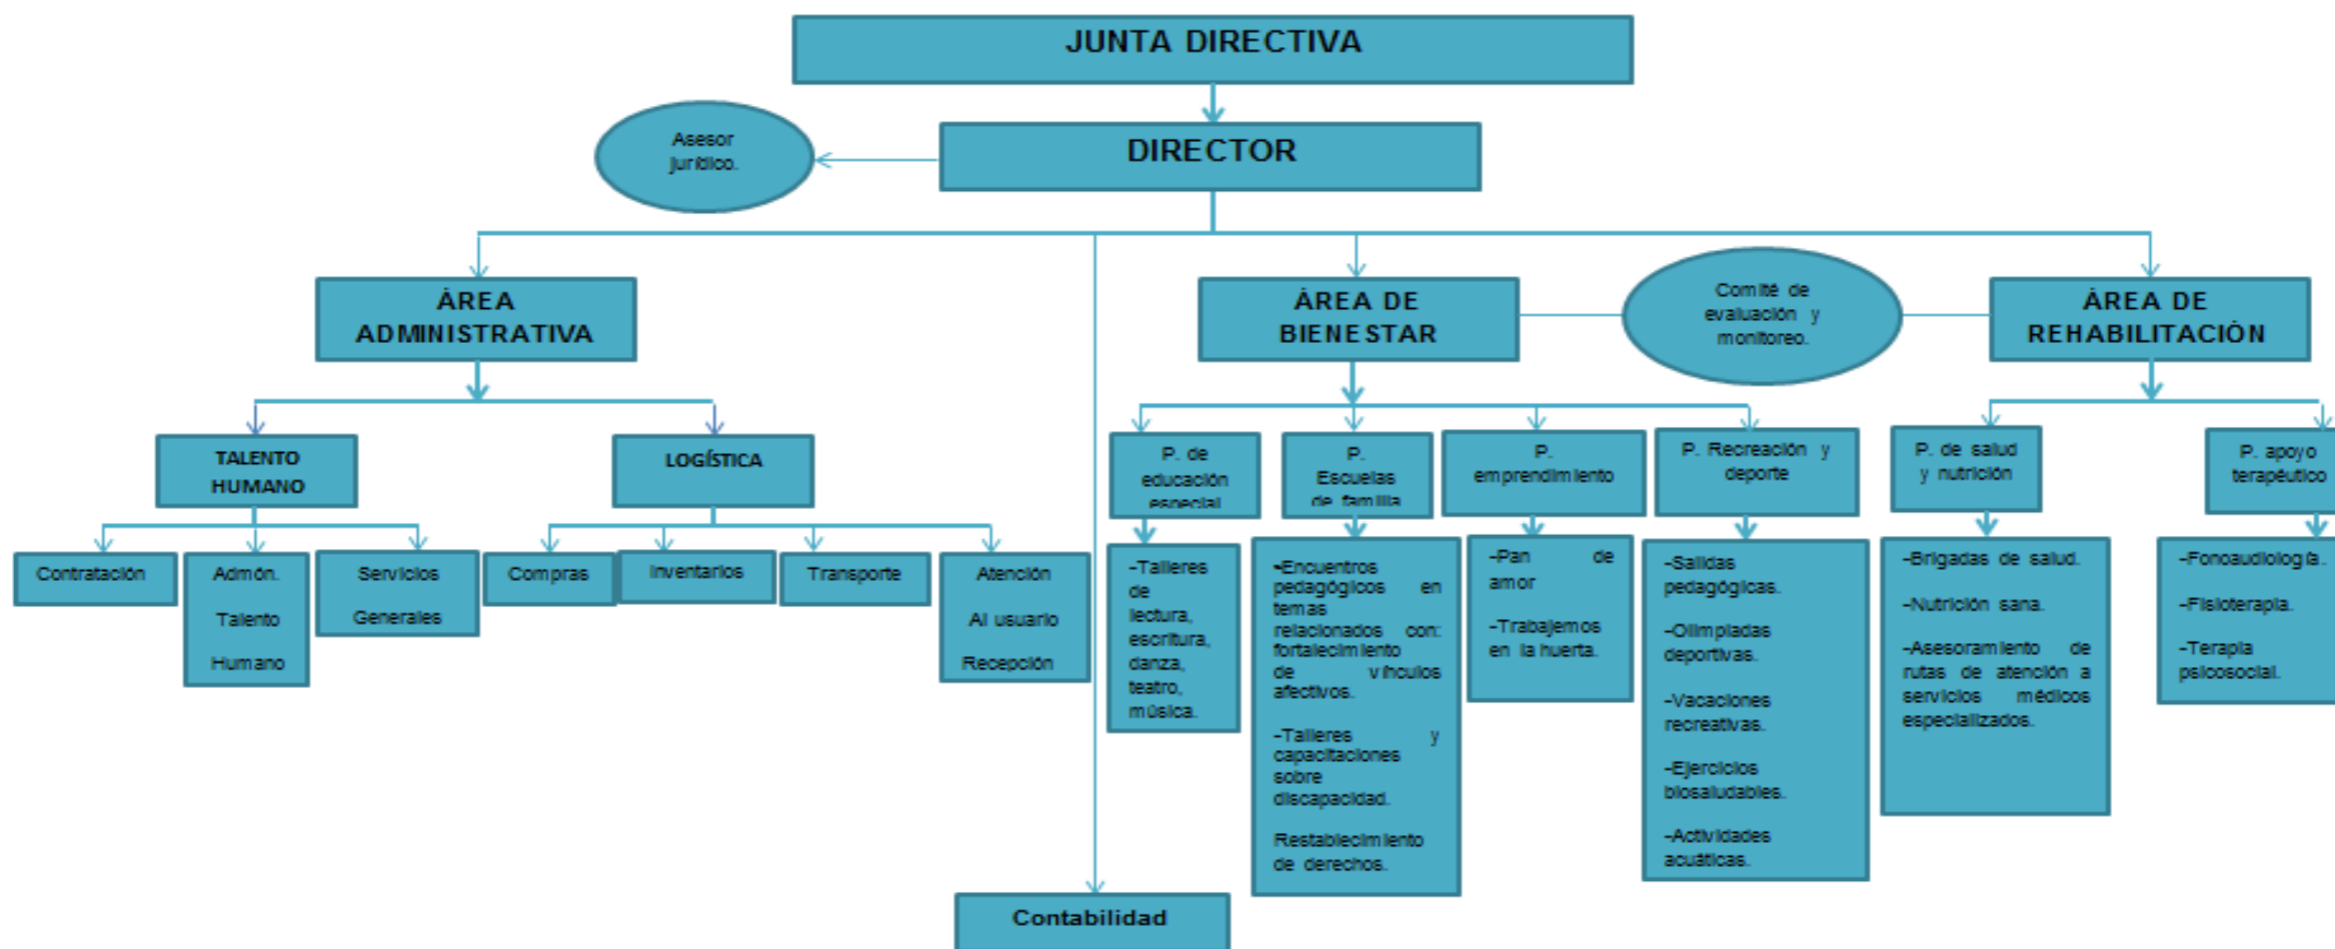 JUNTA DIRECTIVA
Asesor
jurídico.
DIRECTOR
ÁREA
ADMINISTRATIVA
ÁREA DE
BIENESTAR
Comité de
evaluación y
monitoreo.
ÁREA DE
REHABILITACIÓN
TALENTO
HUMANO
LOGÍSTICA
P. de
educación
especial
P.
Escuelas
de familia
P.
emprendimiento
P. Recreación y
deporte
P. de salud
y nutrición
P. apoyo
terapéutico
Contratación
Admón.
Talento
Humano
Servicios
Generales
Compras
Inventarios
Transporte
Atención
Al usuario
Recepción
-Talleres
de
lectura,
escritura,
danza,
teatro,
música.
-Encuentros
pedagógicos en
temas
relacionados con:
fortalecimiento
de vínculos
afectivos.
-Talleres y
capacitaciones
sobre
discapacidad.
Restablecimiento
de derechos.
-Pan de
amor
-Trabajemos
en la huerta.
-Salidas
pedagógicas.
-Olimpiadas
deportivas.
-Vacaciones
recreativas.
-Ejercicios
biosaludables.
-Actividades
acuáticas.
-Brigadas de salud.
-Nutrición sana.
-Asesoramiento de
rutas de atención a
servicios médicos
especializados.
-Fonoaudiología.
-Fisioterapia.
-Terapia
psicosocial.
Contabilidad